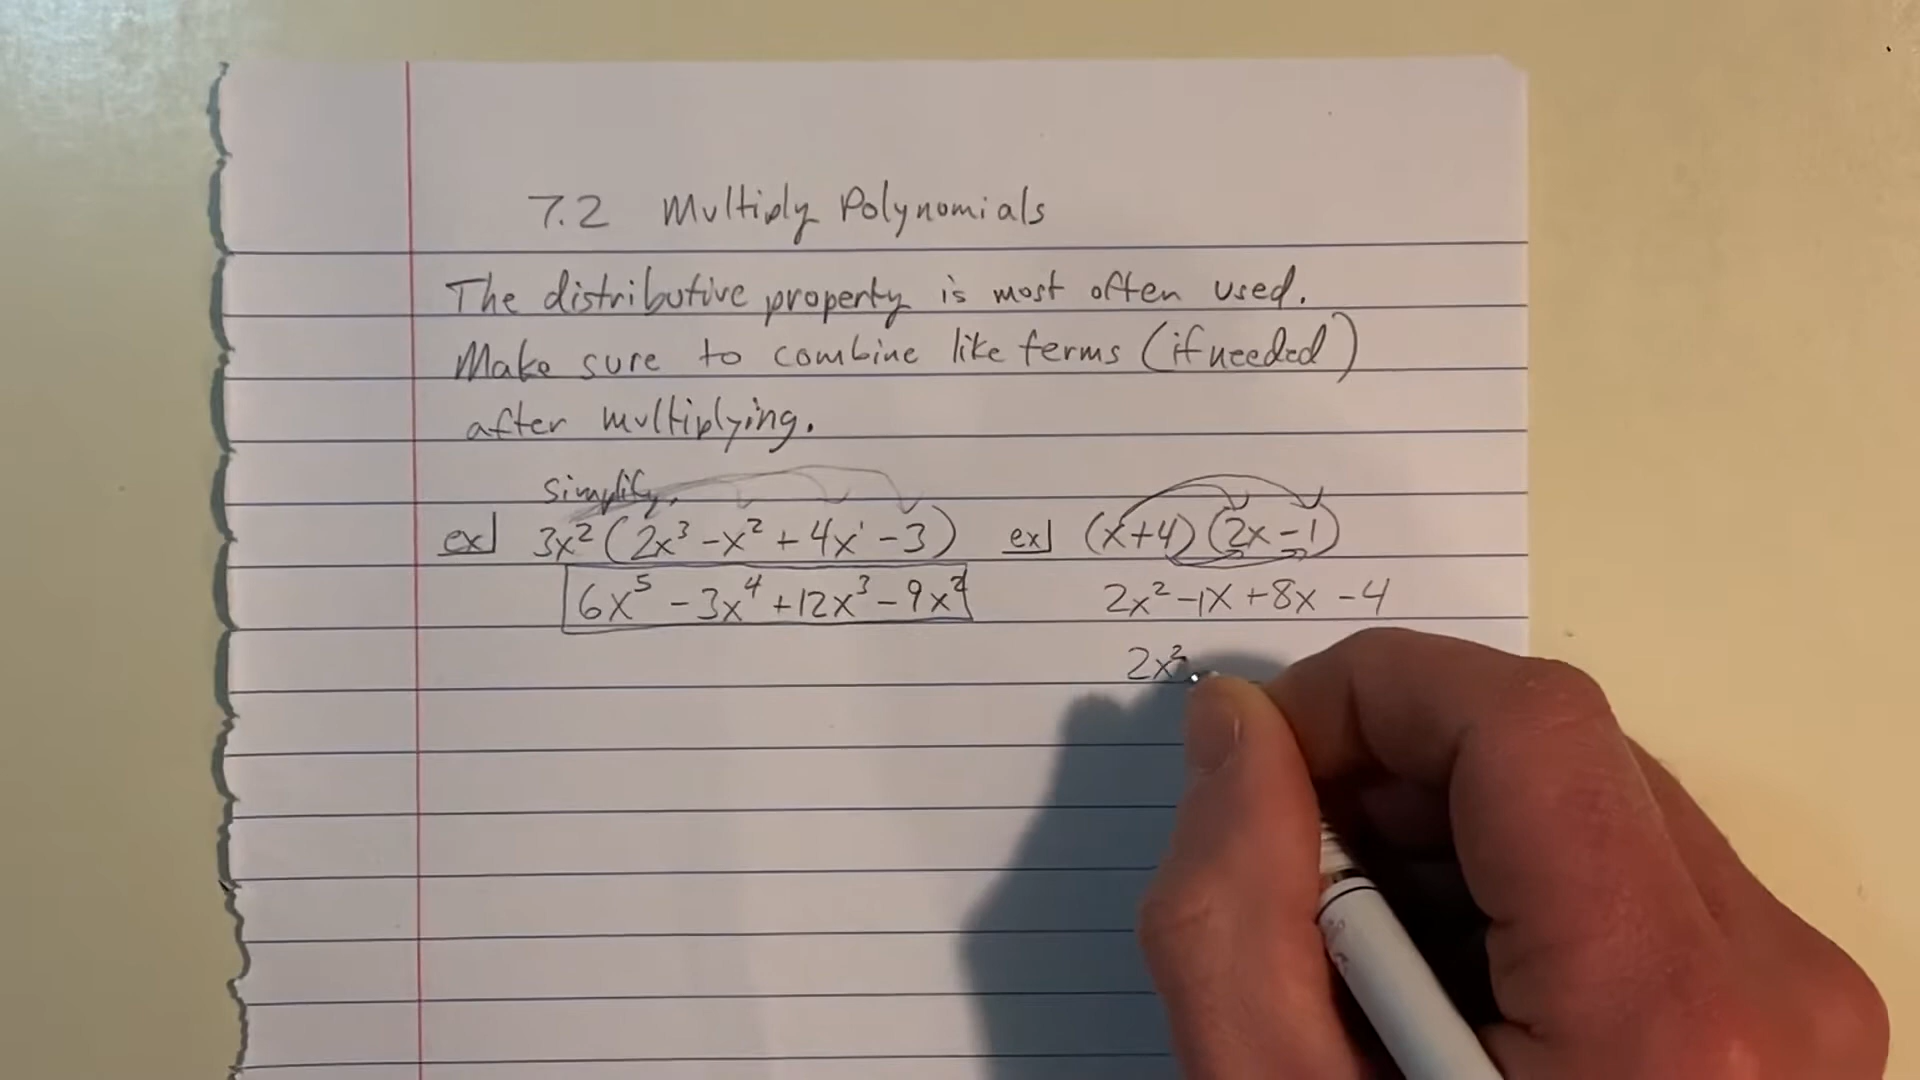 7.2 Multiply Polynomials
The distributive property is most often used.
Make sure to combine like terms (if needed)
after multiplying.
simplify.
ex] 3x²(2x³ -x² + 4x¹ -3) ex] (x+4)(2x-1)
6x⁵ - 3x⁴ +12x³ - 9x² 2x² -1x +8x -4
2x²